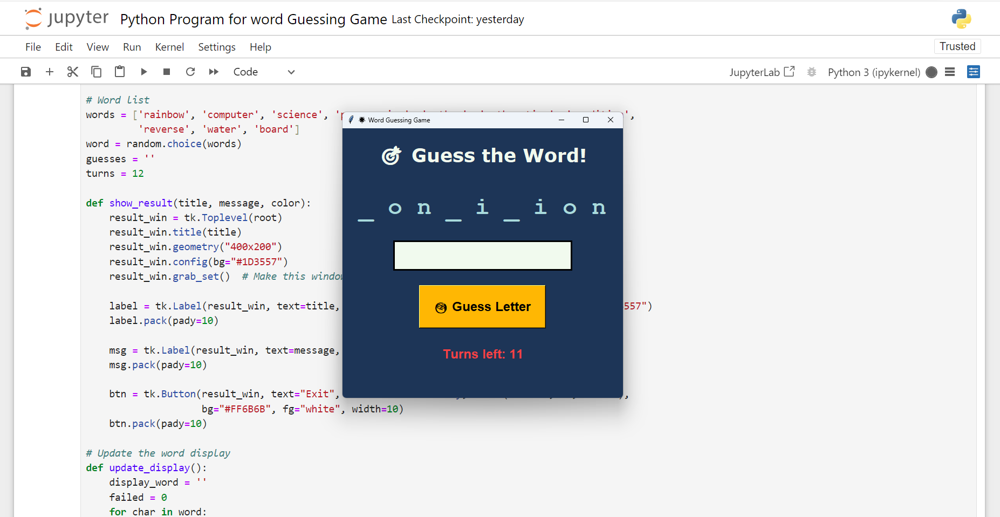 jupyter Python Program for word Guessing Game Last Checkpoint: yesterday
File Edit View Run Kernel Settings Help Trusted
Code JupyterLab Python 3 (ipykernel)
# Word list
words = ['rainbow', 'computer', 'science',
'reverse', 'water', 'board']
word = random.choice(words)
guesses = ''
turns = 12
def show_result(title, message, color):
result_win = tk.Toplevel(root)
result_win.title(title)
result_win.geometry("400x200")
result_win.config(bg="#1D3557")
result_win.grab_set() # Make this window
label = tk.Label(result_win, text=title, 557")
label.pack(pady=10)
msg = tk.Label(result_win, text=message,
msg.pack(pady=10)
btn = tk.Button(result_win, text="Exit",
bg="#FF6B6B", fg="white", width=10)
btn.pack(pady=10)
# Update the word display
def update_display():
display_word = ''
failed = 0
for char in word:
Word Guessing Game
Guess the Word!
_ o n _ i _ i o n
Guess Letter
Turns left: 11